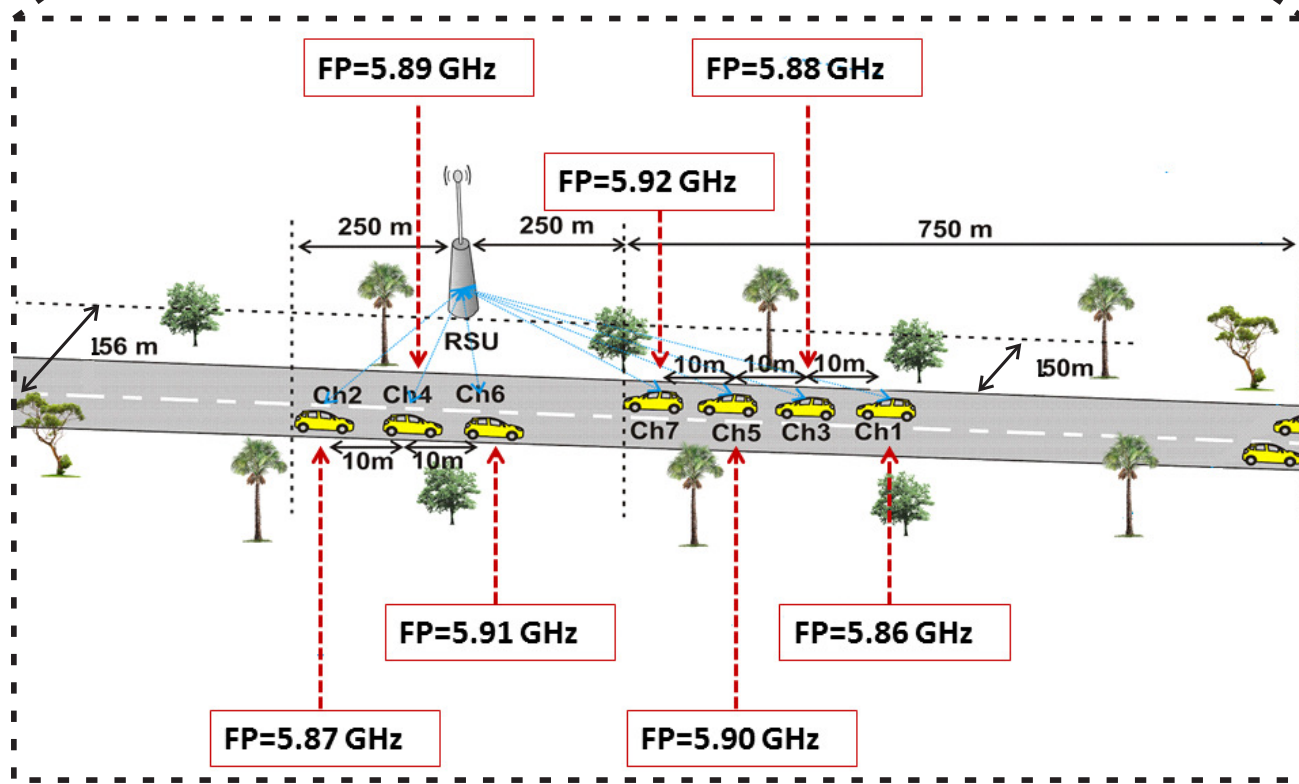 FP=5.89 GHz
FP=5.88 GHz
FP=5.92 GHz
250 m
250 m
750 m
RSU
156 m
150m
10m
10m
10m
Ch2
Ch4
Ch6
Ch7
Ch5
Ch3
Ch1
10m
10m
FP=5.91 GHz
FP=5.86 GHz
FP=5.87 GHz
FP=5.90 GHz